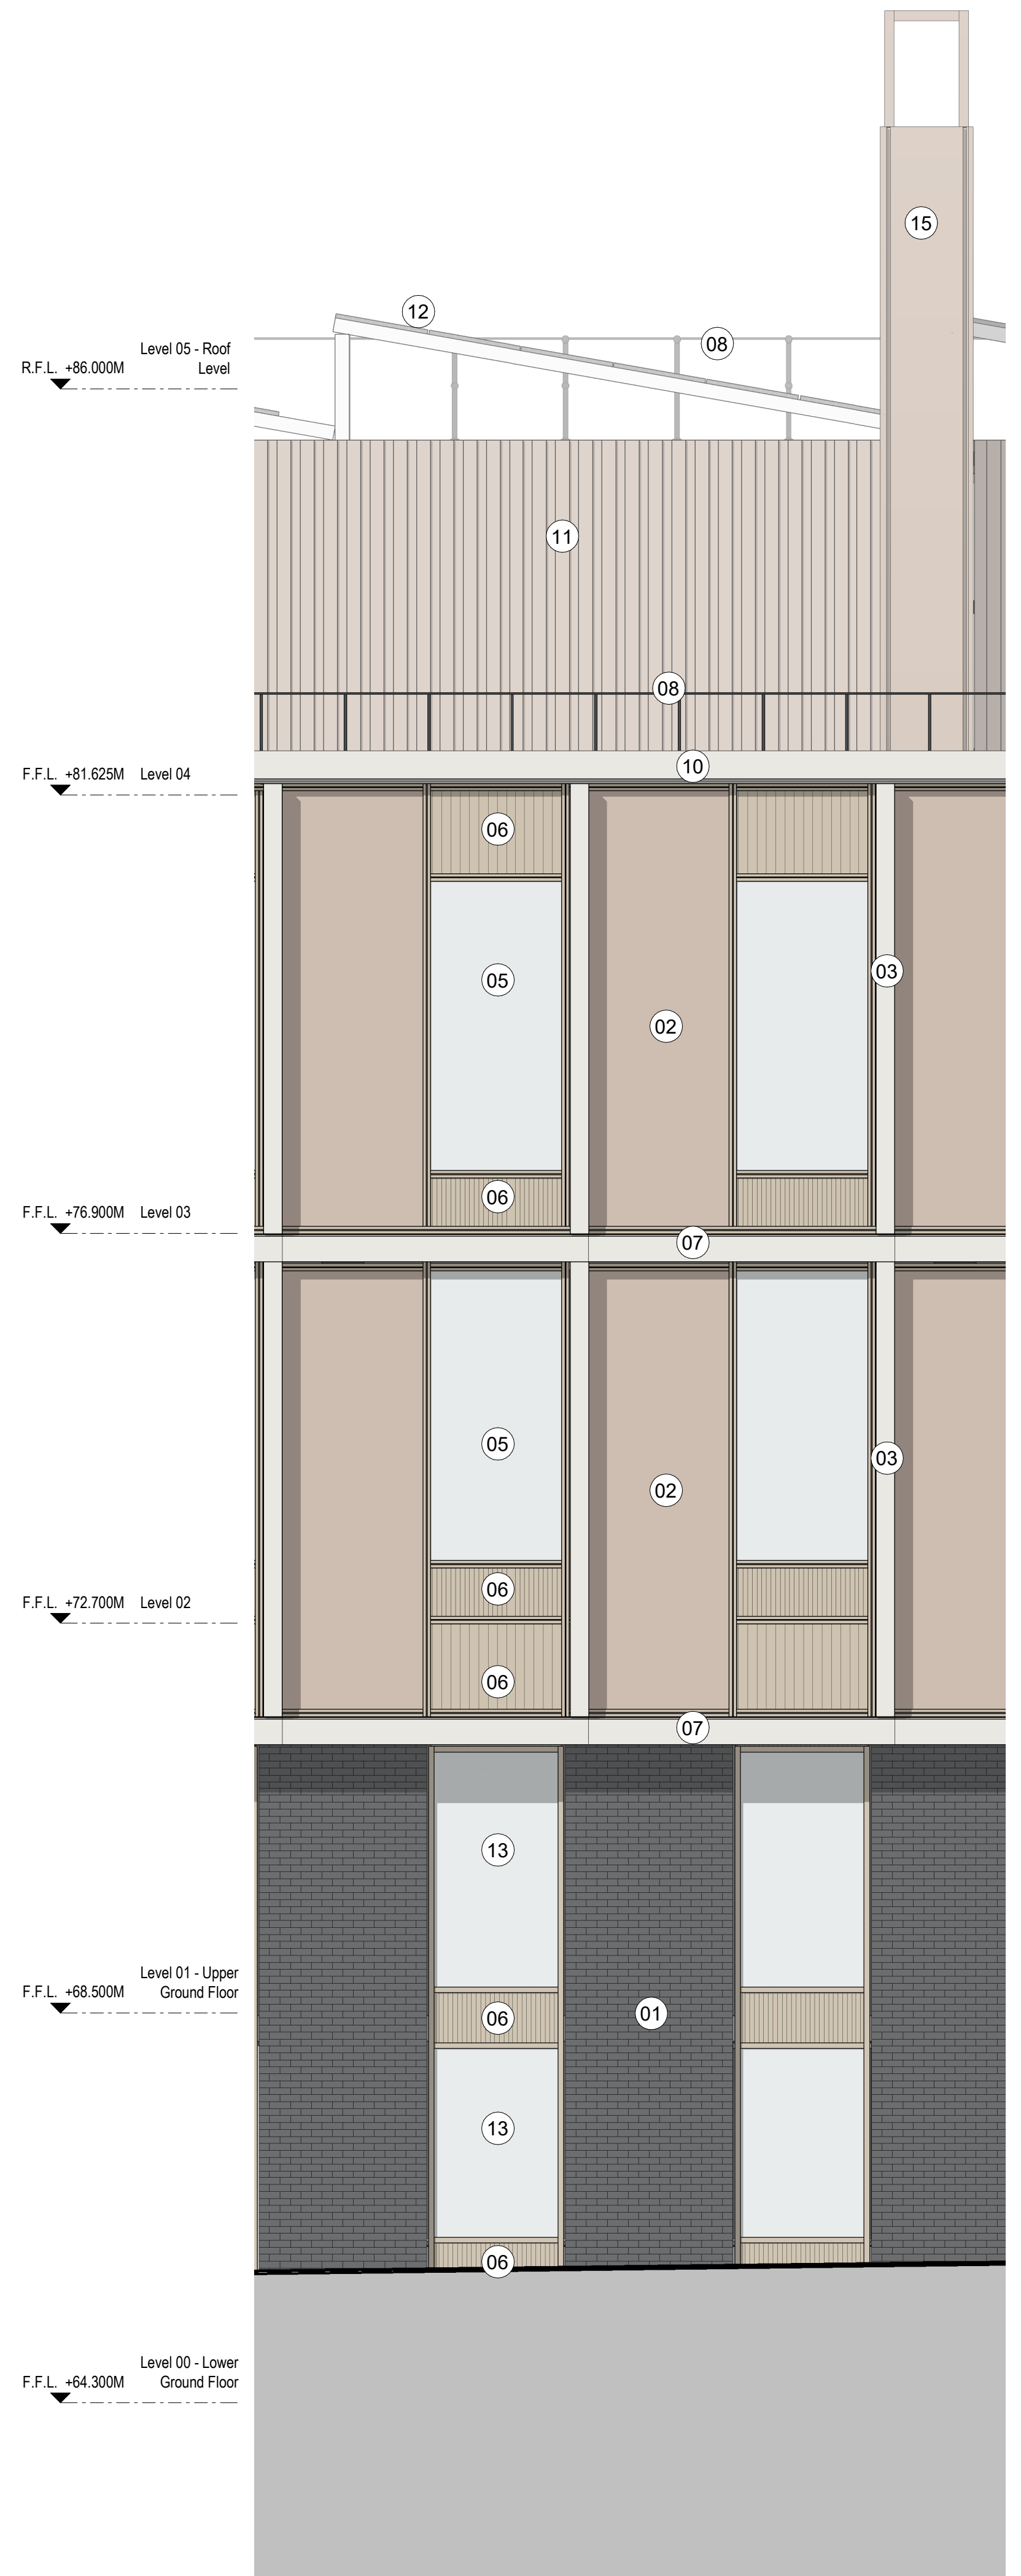 15
12
08
Level 05 - Roof
R.F.L. +86.000M Level
11
08
10
F.F.L. +81.625M Level 04
06
03
05
02
06
F.F.L. +76.900M Level 03
07
05
03
02
06
F.F.L. +72.700M Level 02
06
07
13
Level 01 - Upper
F.F.L. +68.500M Ground Floor
01
06
13
06
Level 00 - Lower
F.F.L. +64.300M Ground Floor